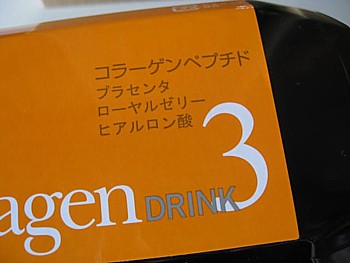 コラーゲンペプチド
プラセンタ
ローヤルゼリー
ヒアルロン酸
agen DRINK 3